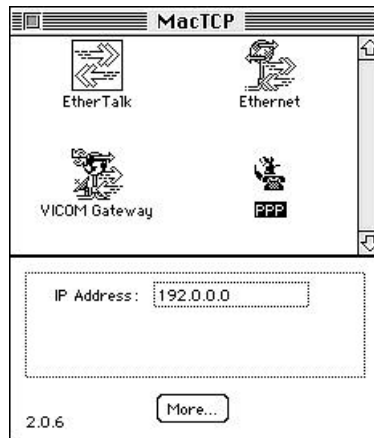 MacTCP
EtherTalk
Ethernet
VICOM Gateway
PPP
IP Address: 192.0.0.0
More...
2.0.6